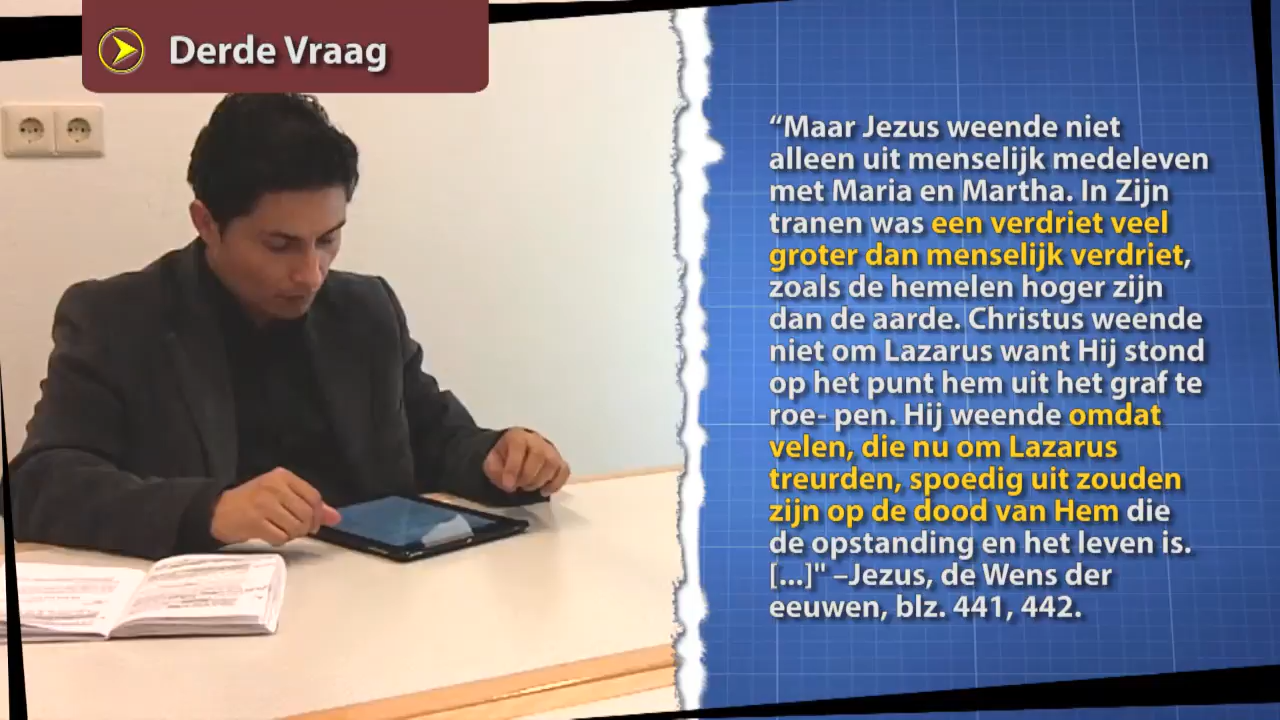 Derde Vraag
“Maar Jezus weende niet
alleen uit menselijk medeleven
met Maria en Martha. In Zijn
tranen was een verdriet veel
groter dan menselijk verdriet,
zoals de hemelen hoger zijn
dan de aarde. Christus weende
niet om Lazarus want Hij stond
op het punt hem uit het graf te
roe- pen. Hij weende omdat
velen, die nu om Lazarus
treurden, spoedig uit zouden
zijn op de dood van Hem die
de opstanding en het leven is.
[...]" –Jezus, de Wens der
eeuwen, blz. 441, 442.